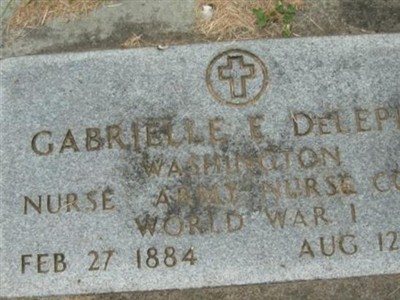 GABRIELLE E DELEPI
WASHINGTON
NURSE ARMY NURSE CO
WORLD WAR I
FEB 27 1884 AUG 12